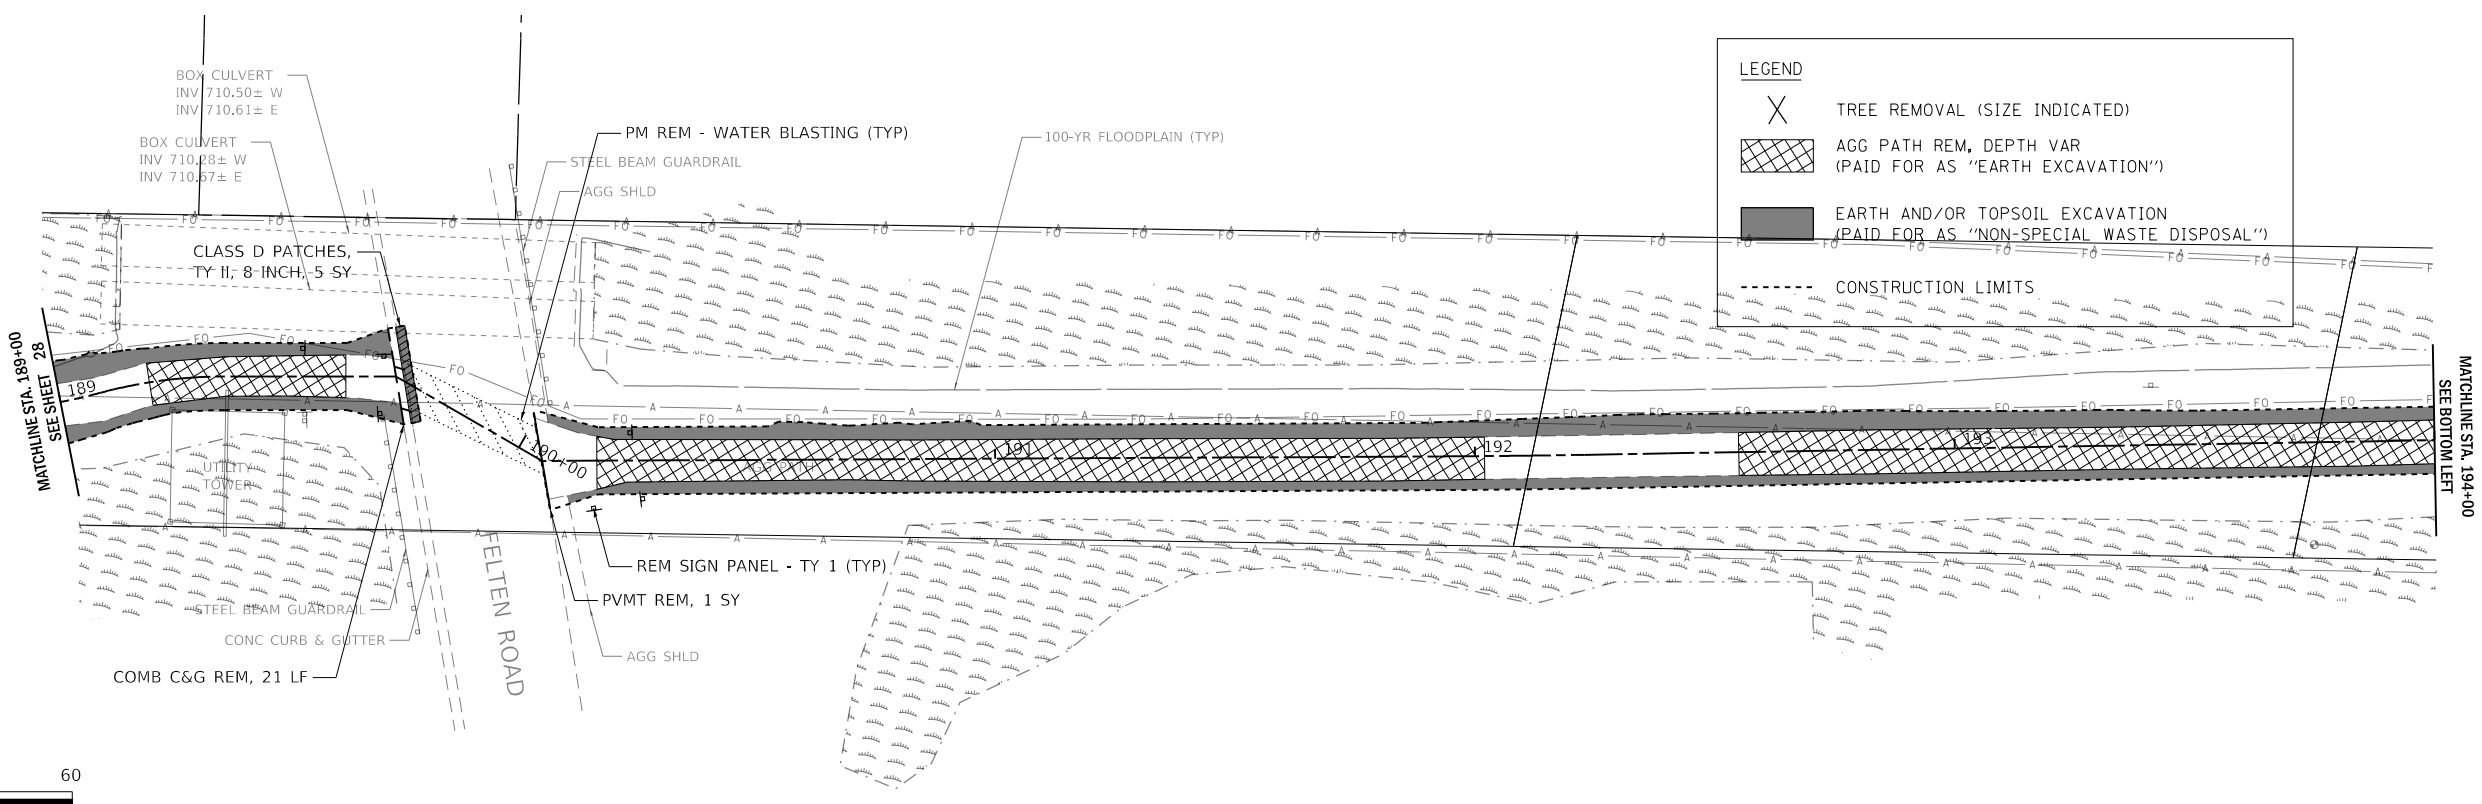 BOX CULVERT
INV 710.50± W
INV 710.61± E
BOX CULVERT
INV 710.28± W
INV 710.67± E
CLASS D PATCHES,
TY II, 8 INCH, 5 SY
PM REM - WATER BLASTING (TYP)
STEEL BEAM GUARDRAIL
AGG SHLD
100-YR FLOODPLAIN (TYP)
LEGEND
TREE REMOVAL (SIZE INDICATED)
AGG PATH REM, DEPTH VAR
(PAID FOR AS "EARTH EXCAVATION")
EARTH AND/OR TOPSOIL EXCAVATION
(PAID FOR AS "NON-SPECIAL WASTE DISPOSAL")
CONSTRUCTION LIMITS
MATCHLINE STA. 189+00
SEE SHEET 28
189
190+00
191
192
193
AGG PATH
MATCHLINE STA. 194+00
SEE BOTTOM LEFT
UTILITY
TOWER
FELTEN ROAD
REM SIGN PANEL - TY 1 (TYP)
PVMT REM, 1 SY
STEEL BEAM GUARDRAIL
CONC CURB & GUTTER
AGG SHLD
COMB C&G REM, 21 LF
60